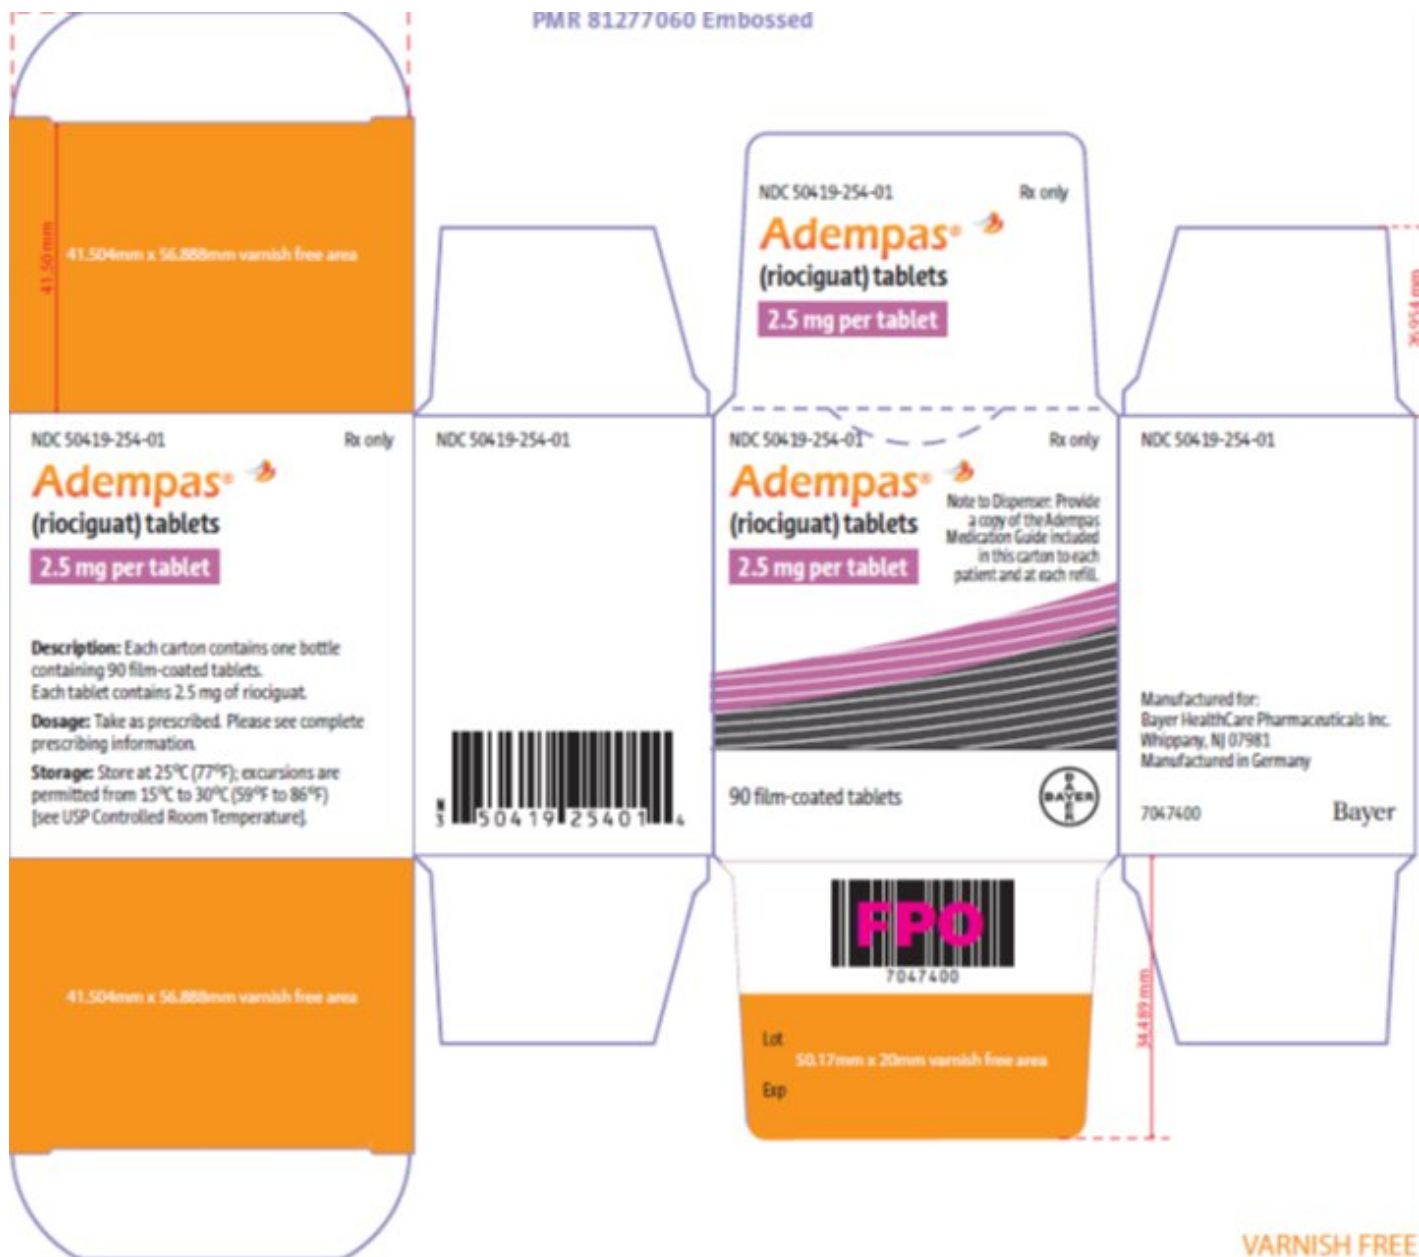 PMR 81277060 Embossed
41.50mm
41.504mm x 56.888mm varnish free area
NDC 50419-254-01
Rx only
Adempas®
(riociguat) tablets
2.5 mg per tablet
26.954 mm
NDC 50419-254-01
Rx only
Adempas®
(riociguat) tablets
2.5 mg per tablet
Description: Each carton contains one bottle
containing 90 film-coated tablets.
Each tablet contains 2.5 mg of riociguat.
Dosage: Take as prescribed. Please see complete
prescribing information.
Storage: Store at 25°C (77°F); excursions are
permitted from 15°C to 30°C (59°F to 86°F)
[see USP Controlled Room Temperature].
NDC 50419-254-01
N
3
50419 25401 4
NDC 50419-254-01
Rx only
Adempas®
(riociguat) tablets
2.5 mg per tablet
Note to Dispenser: Provide
a copy of the Adempas
Medication Guide included
in this carton to each
patient and at each refill.
90 film-coated tablets
BAYER
BAYER
NDC 50419-254-01
Manufactured for:
Bayer HealthCare Pharmaceuticals Inc.
Whippany, NJ 07981
Manufactured in Germany
7047400
Bayer
41.504mm x 56.888mm varnish free area
FPO
7047400
Lot
50.17mm x 20mm varnish free area
Exp
34.489mm
VARNISH FREE